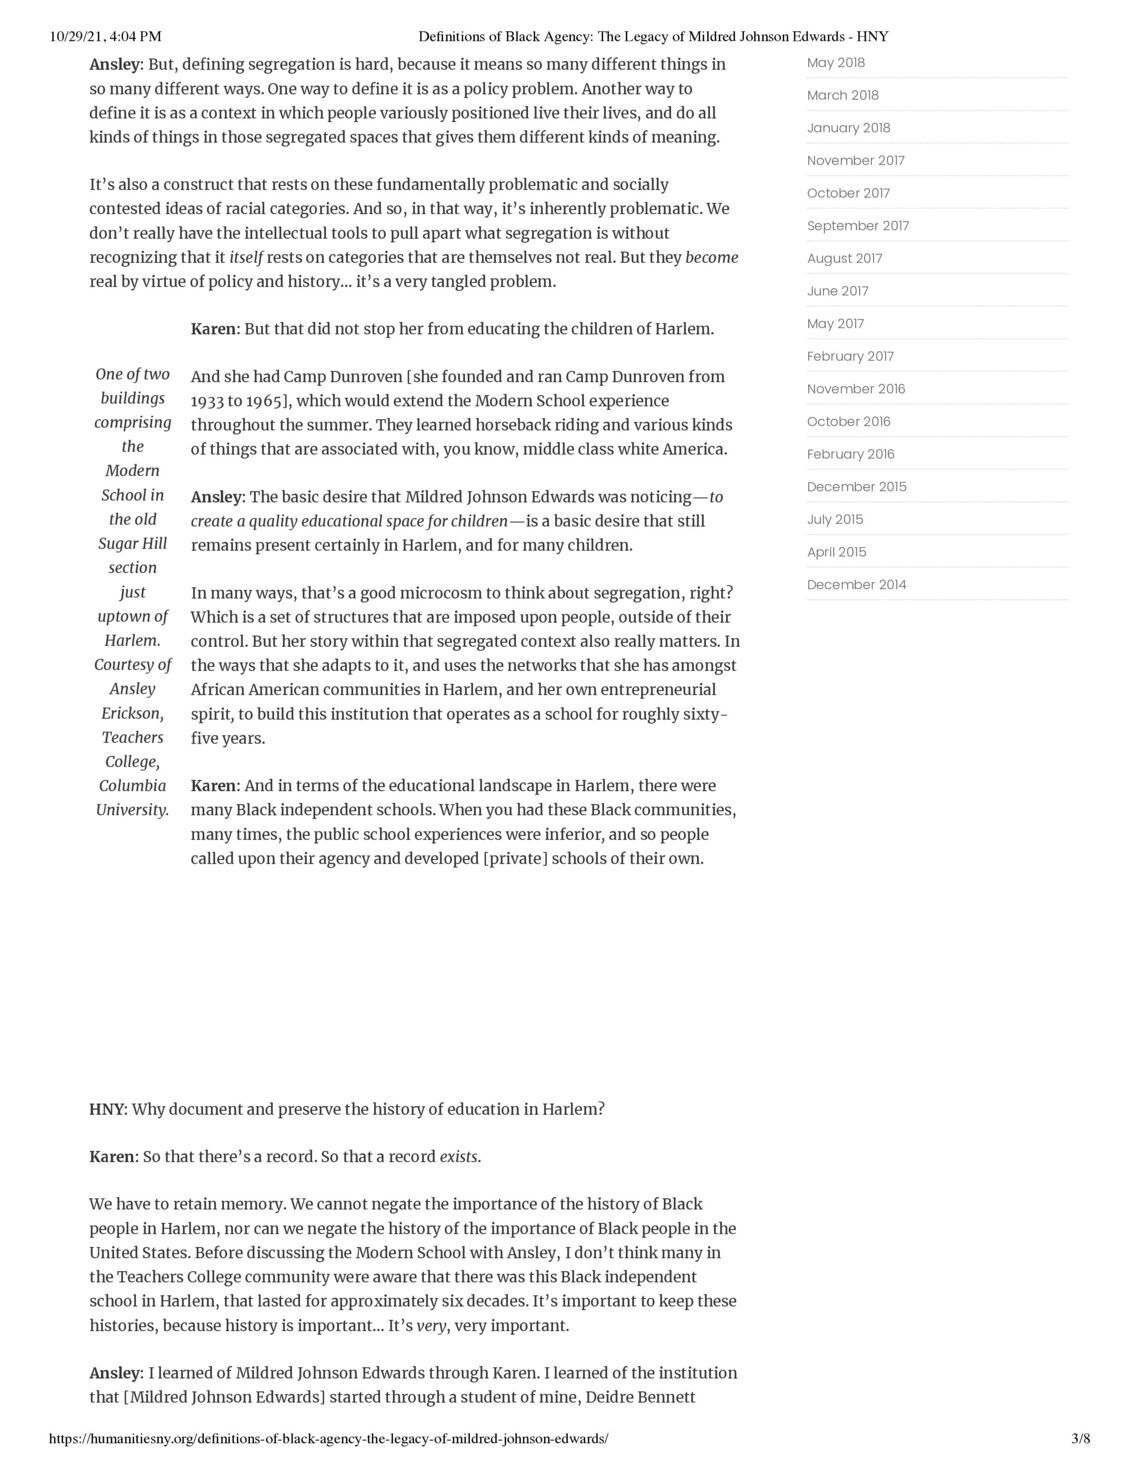 10/29/21, 4:04 PM
Definitions of Black Agency: The Legacy of Mildred Johnson Edwards - HNY
Ansley: But, defining segregation is hard, because it means so many different things in
so many different ways. One way to define it is as a policy problem. Another way to
define it is as a context in which people variously positioned live their lives, and do all
kinds of things in those segregated spaces that gives them different kinds of meaning.
It’s also a construct that rests on these fundamentally problematic and socially
contested ideas of racial categories. And so, in that way, it’s inherently problematic. We
don’t really have the intellectual tools to pull apart what segregation is without
recognizing that it itself rests on categories that are themselves not real. But they become
real by virtue of policy and history… it’s a very tangled problem.
Karen: But that did not stop her from educating the children of Harlem.
One of two
buildings
comprising
the
Modern
School in
the old
Sugar Hill
section
just
uptown of
Harlem.
Courtesy of
Ansley
Erickson,
Teachers
College,
Columbia
University.
And she had Camp Dunroven [she founded and ran Camp Dunroven from
1933 to 1965], which would extend the Modern School experience
throughout the summer. They learned horseback riding and various kinds
of things that are associated with, you know, middle class white America.
Ansley: The basic desire that Mildred Johnson Edwards was noticing—to
create a quality educational space for children—is a basic desire that still
remains present certainly in Harlem, and for many children.
In many ways, that’s a good microcosm to think about segregation, right?
Which is a set of structures that are imposed upon people, outside of their
control. But her story within that segregated context also really matters. In
the ways that she adapts to it, and uses the networks that she has amongst
African American communities in Harlem, and her own entrepreneurial
spirit, to build this institution that operates as a school for roughly sixty-
five years.
Karen: And in terms of the educational landscape in Harlem, there were
many Black independent schools. When you had these Black communities,
many times, the public school experiences were inferior, and so people
called upon their agency and developed [private] schools of their own.
HNY: Why document and preserve the history of education in Harlem?
Karen: So that there’s a record. So that a record exists.
We have to retain memory. We cannot negate the importance of the history of Black
people in Harlem, nor can we negate the history of the importance of Black people in the
United States. Before discussing the Modern School with Ansley, I don’t think many in
the Teachers College community were aware that there was this Black independent
school in Harlem, that lasted for approximately six decades. It’s important to keep these
histories, because history is important… It’s very, very important.
Ansley: I learned of Mildred Johnson Edwards through Karen. I learned of the institution
that [Mildred Johnson Edwards] started through a student of mine, Deidre Bennett
May 2018
March 2018
January 2018
November 2017
October 2017
September 2017
August 2017
June 2017
May 2017
February 2017
November 2016
October 2016
February 2016
December 2015
July 2015
April 2015
December 2014
https://humanitiesny.org/definitions-of-black-agency-the-legacy-of-mildred-johnson-edwards/
3/8